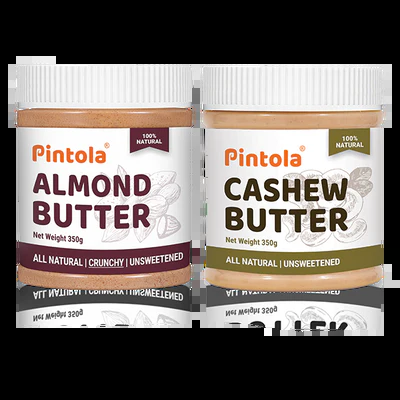 100%
NATURAL
Pintola®
ALMOND
BUTTER
Net Weight 350g
ALL NATURAL | CRUNCHY | UNSWEETENED
100%
NATURAL
Pintola®
CASHEW
BUTTER
Net Weight 350g
ALL NATURAL | UNSWEETENED